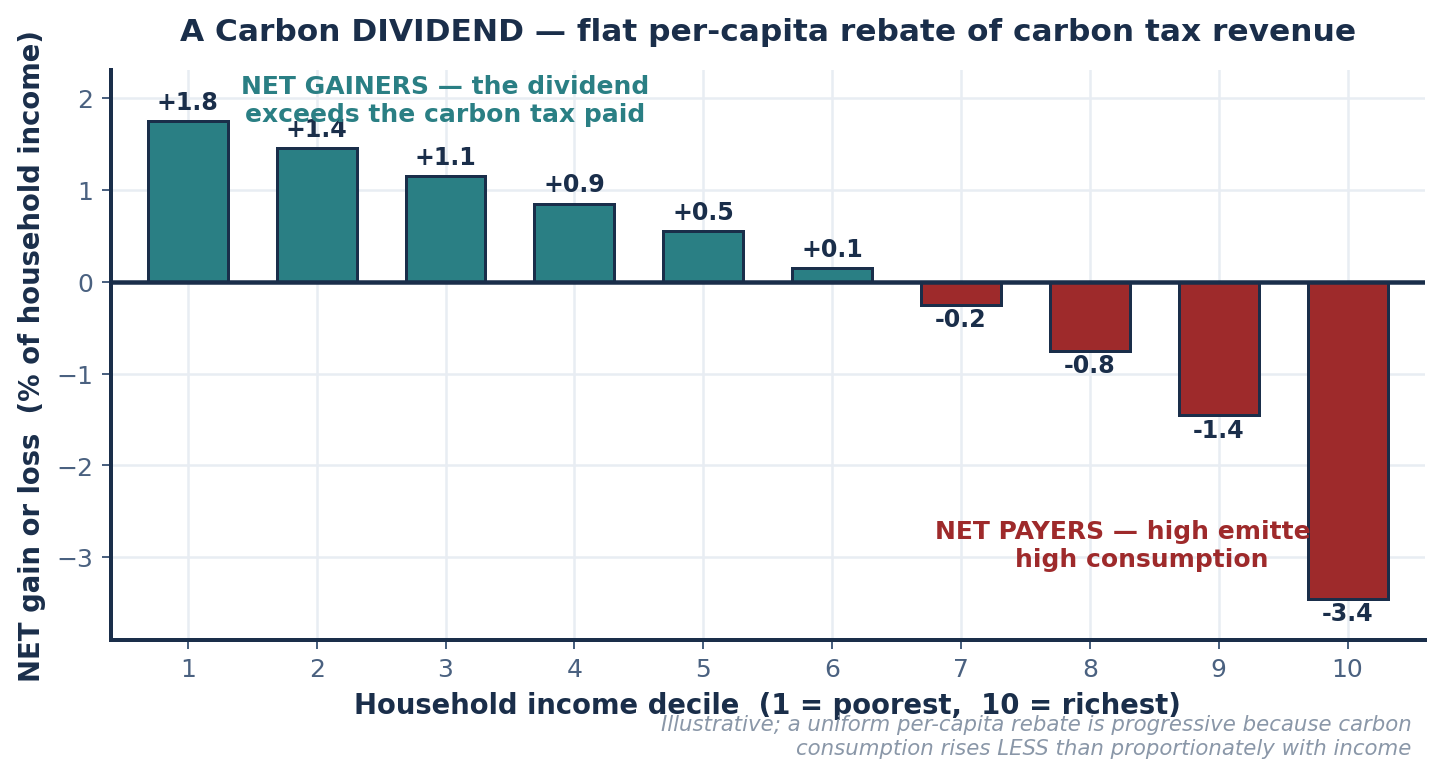 A Carbon DIVIDEND — flat per-capita rebate of carbon tax revenue
NET gain or loss  (% of household income)
2
1
0
−1
−2
−3
NET GAINERS — the dividend
exceeds the carbon tax paid
+1.8
+1.4
+1.1
+0.9
+0.5
+0.1
-0.2
-0.8
-1.4
-3.4
NET PAYERS — high emitte
high consumption
1 2 3 4 5 6 7 8 9 10
Household income decile  (1 = poorest,  10 = richest)
Illustrative; a uniform per-capita rebate is progressive because carbon
consumption rises LESS than proportionately with income